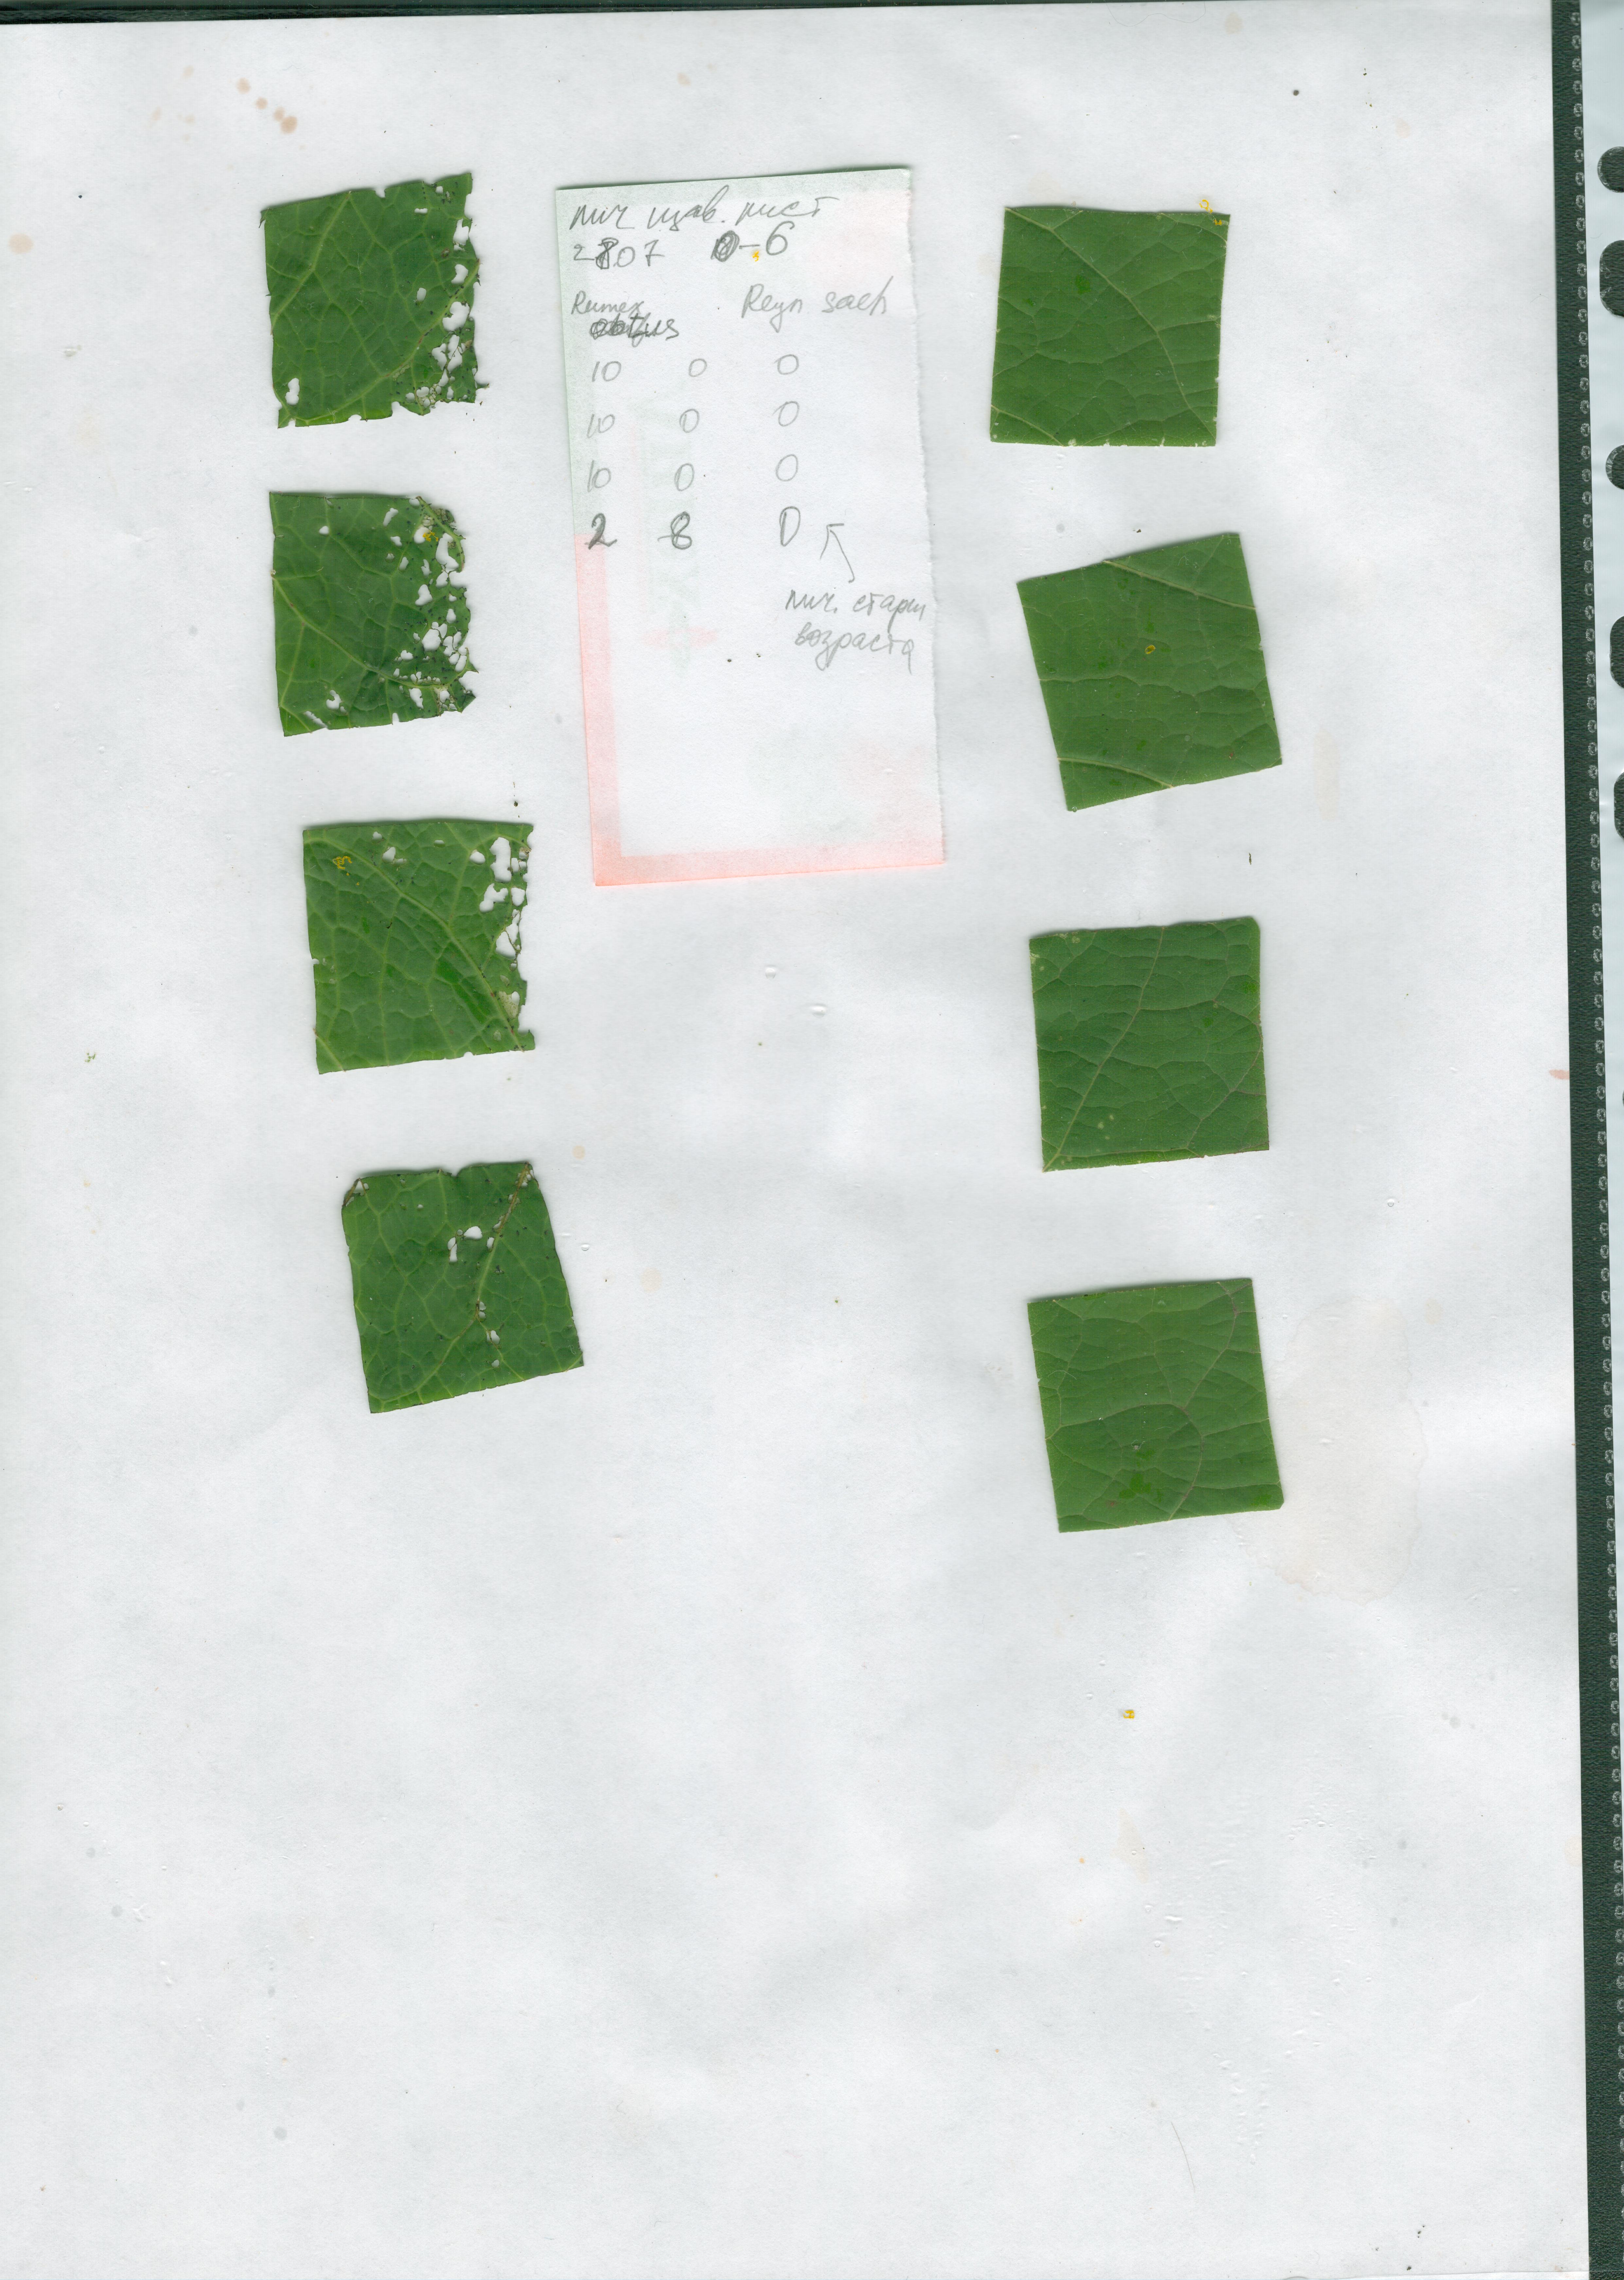 лич щав. лист
2807 0-6
Rumex Reyn sach
obtus
10 0 0
10 0 0
10 0 0
2 8 0
лич. старш
возраста